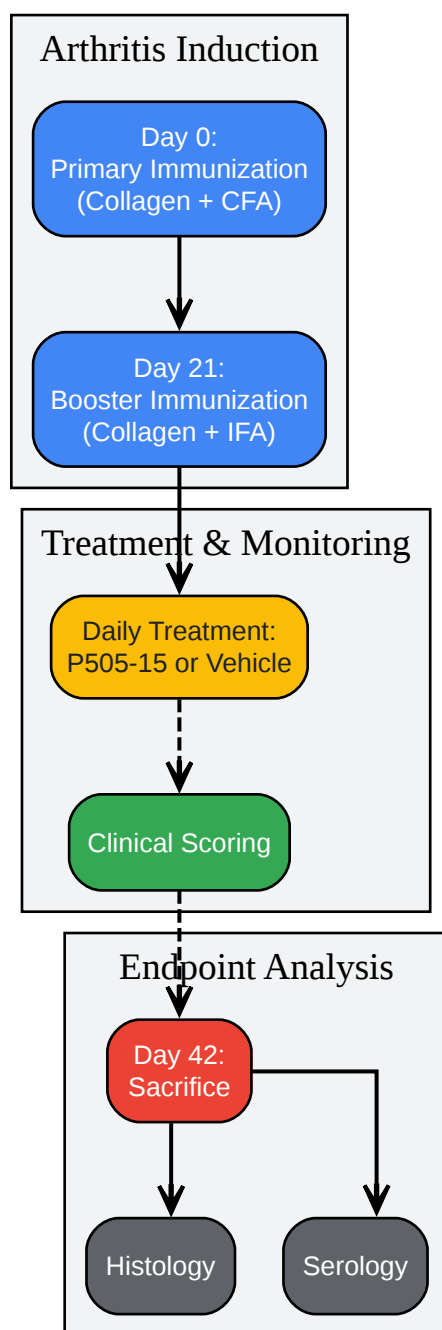 Arthritis Induction
Day 0:
Primary Immunization
(Collagen + CFA)
Day 21:
Booster Immunization
(Collagen + IFA)
Treatment & Monitoring
Daily Treatment:
P505-15 or Vehicle
Clinical Scoring
Endpoint Analysis
Day 42:
Sacrifice
Histology
Serology